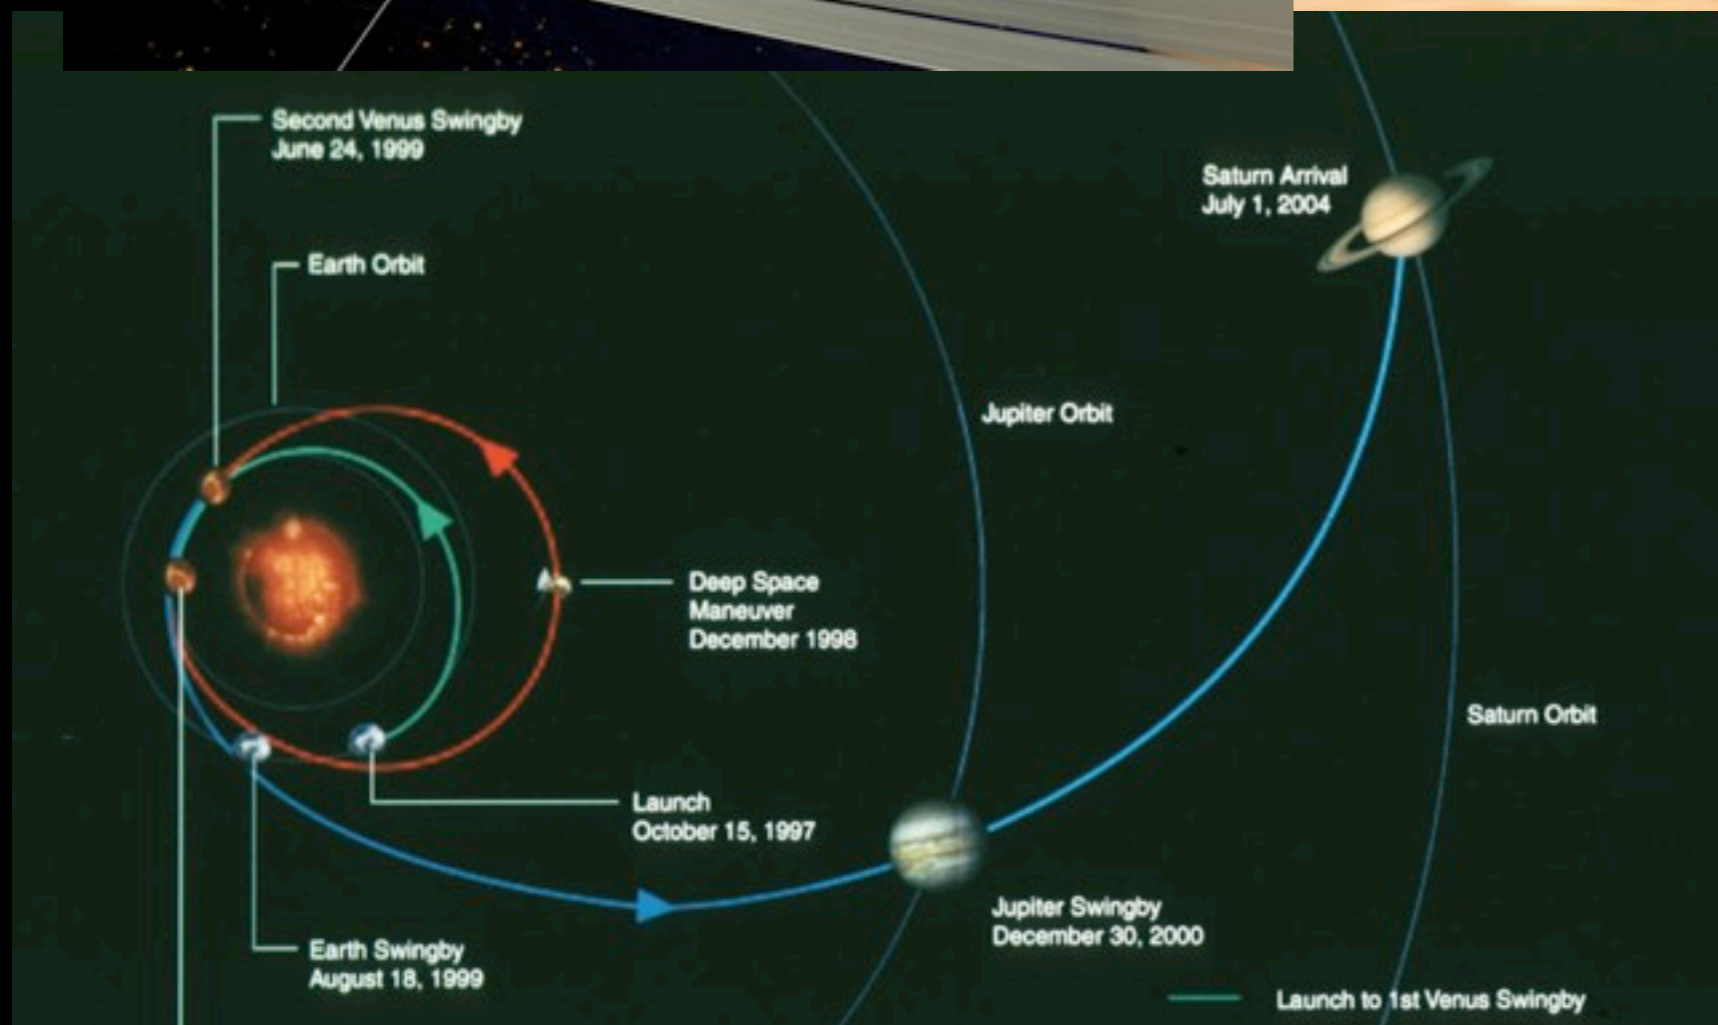 Second Venus Swingby
June 24, 1999
Saturn Arrival
July 1, 2004
Earth Orbit
Jupiter Orbit
Deep Space
Maneuver
December 1998
Saturn Orbit
Launch
October 15, 1997
Jupiter Swingby
December 30, 2000
Earth Swingby
August 18, 1999
Launch to 1st Venus Swingby